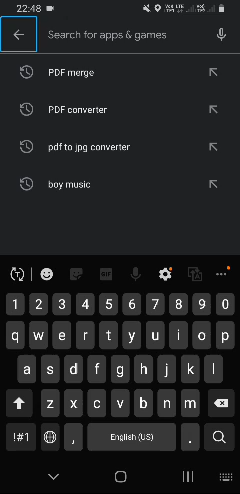 22:48
Search for apps & games
PDF merge
PDF converter
pdf to jpg converter
boy music
GIF
1 2 3 4 5 6 7 8 9 0
q w e r t y u i o p
a s d f g h j k l
z x c v b n m
!#1 , English (US) .